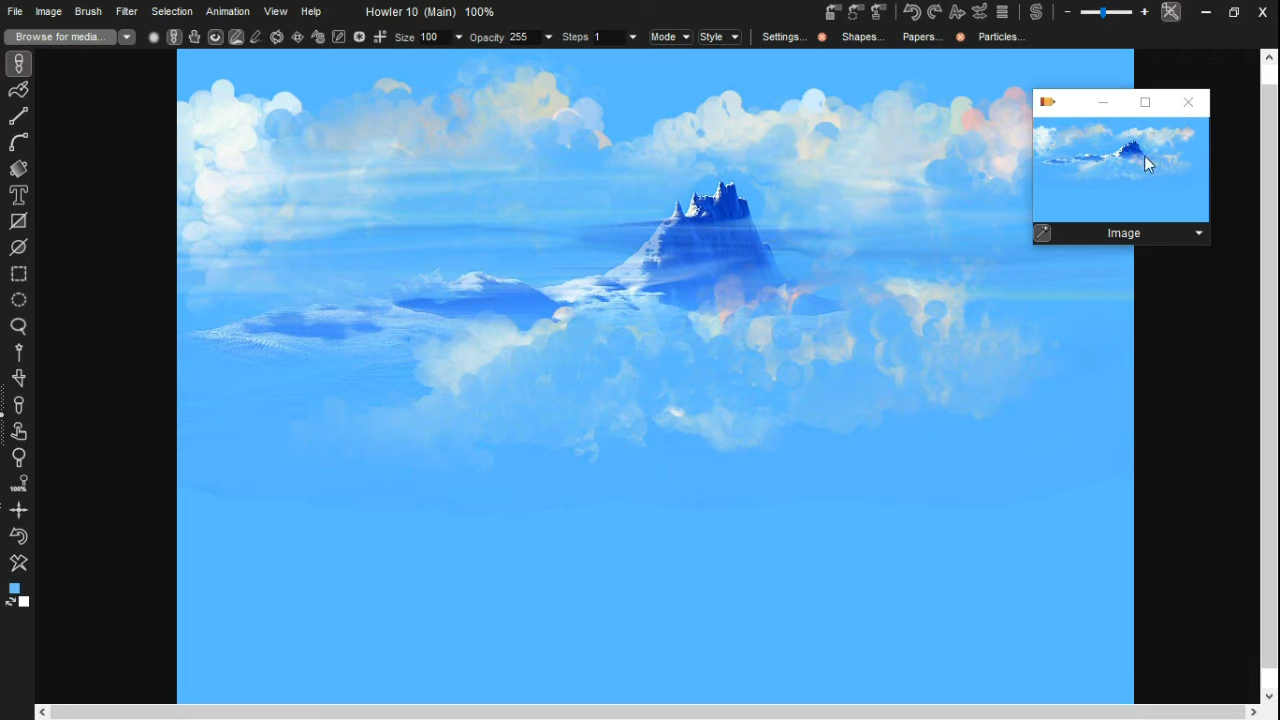 File Image Brush Filter Selection Animation View Help Howler 10 (Main) 100%
Browse for media... Size 100 Opacity 255 Steps 1 Mode Style Settings... Shapes... Papers... Particles...
Image
100%